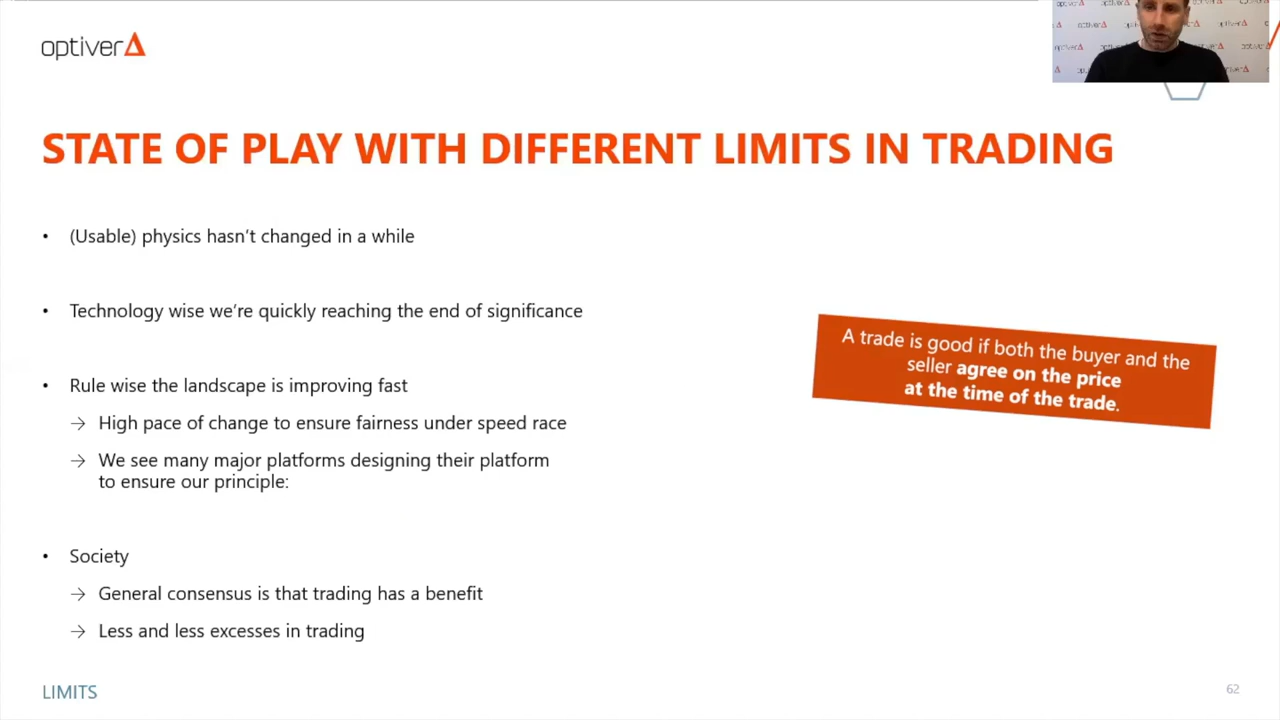 optiver
STATE OF PLAY WITH DIFFERENT LIMITS IN TRADING
• (Usable) physics hasn't changed in a while
• Technology wise we're quickly reaching the end of significance
• Rule wise the landscape is improving fast
→ High pace of change to ensure fairness under speed race
→ We see many major platforms designing their platform
to ensure our principle:
A trade is good if both the buyer and the
seller agree on the price
at the time of the trade.
• Society
→ General consensus is that trading has a benefit
→ Less and less excesses in trading
LIMITS
62